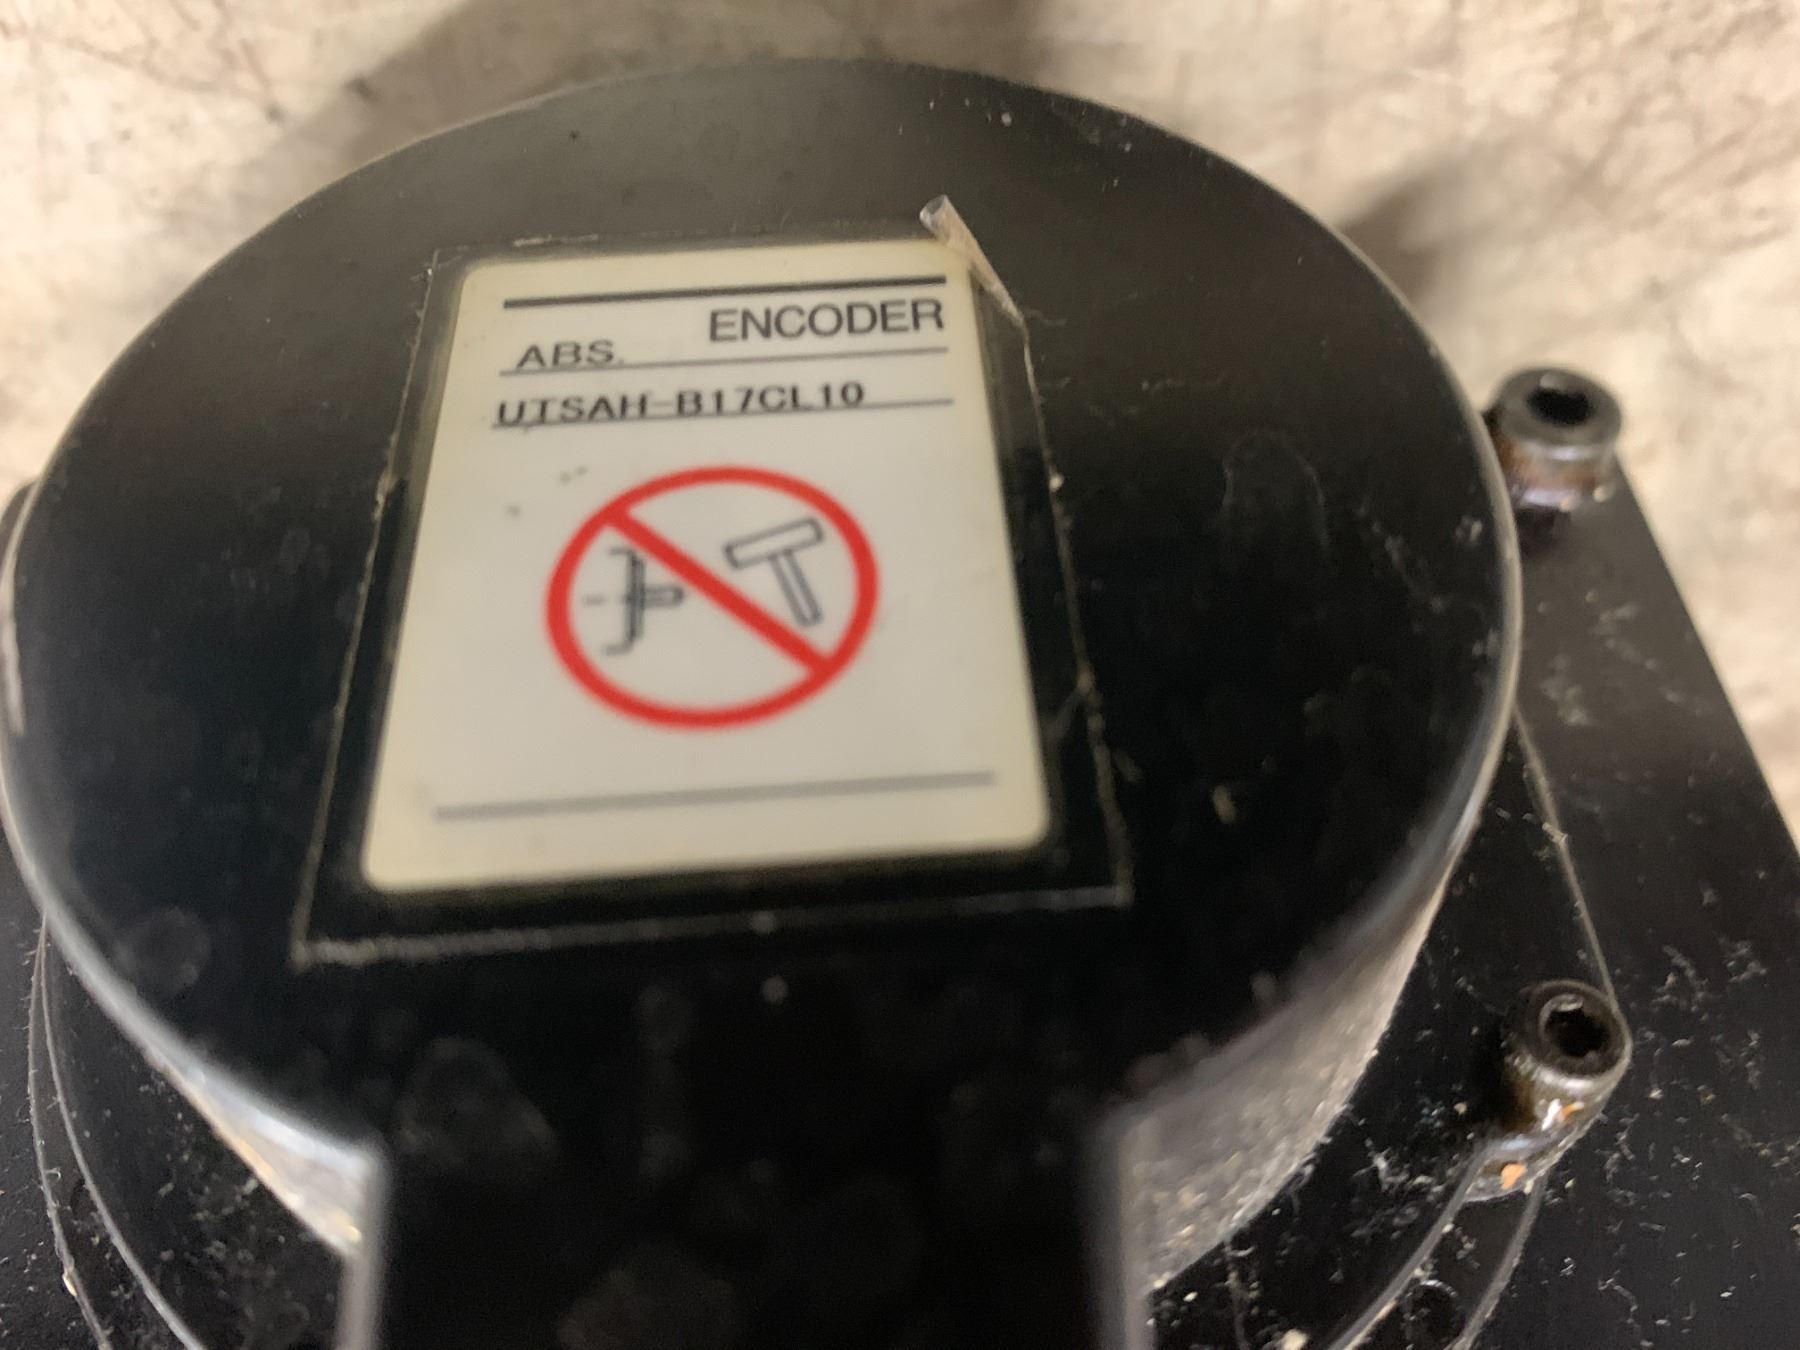 ENCODER
ABS.
UTSAH-B17CL10